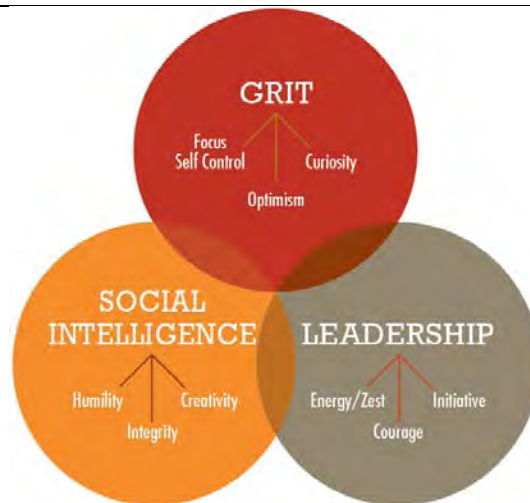 GRIT
Focus
Self Control
Curiosity
Optimism
SOCIAL
INTELLIGENCE
Humility
Creativity
Integrity
LEADERSHIP
Energy/Zest
Initiative
Courage